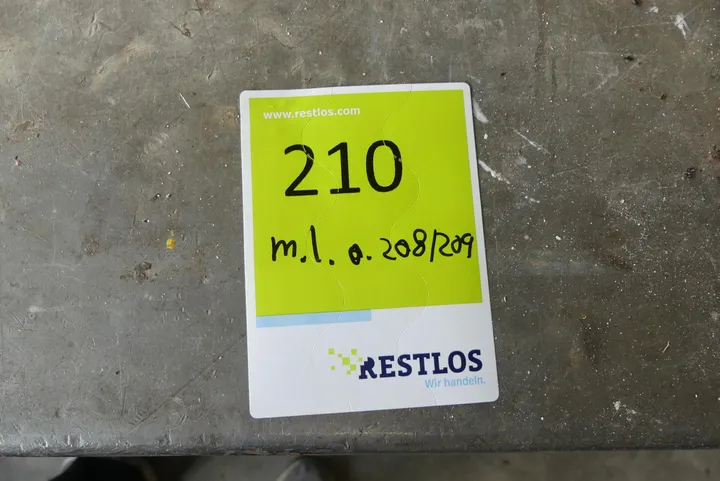 www.restlos.com
210
m.l. a. 208/209
RESTLOS
Wir handeln.